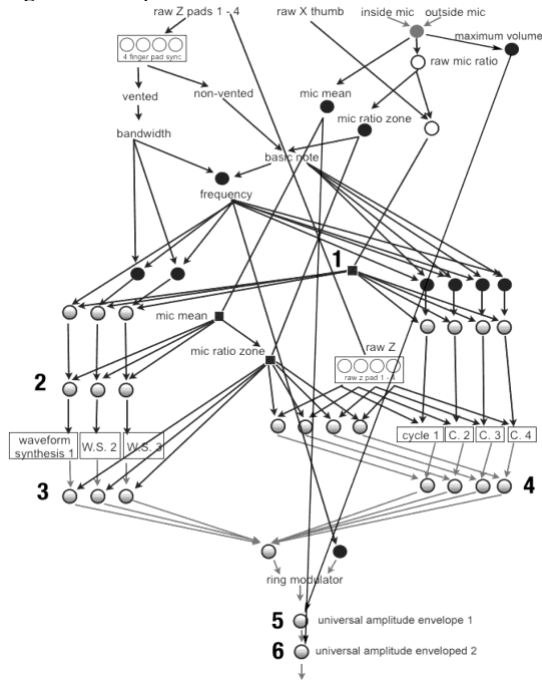 raw Z pads 1 - 4
raw X thumb
inside mic
outside mic
maximum volume
4 finger pad sync
raw mic ratio
vented
non-vented
mic mean
mic ratio zone
bandwidth
basic note
frequency
1
mic mean
mic ratio zone
raw Z
raw z pad 1 - 4
2
waveform
synthesis 1
W.S. 2
W.S. 3
cycle 1
C. 2
C. 3
C. 4
3
4
ring modulator
5
universal amplitude envelope 1
6
universal amplitude enveloped 2